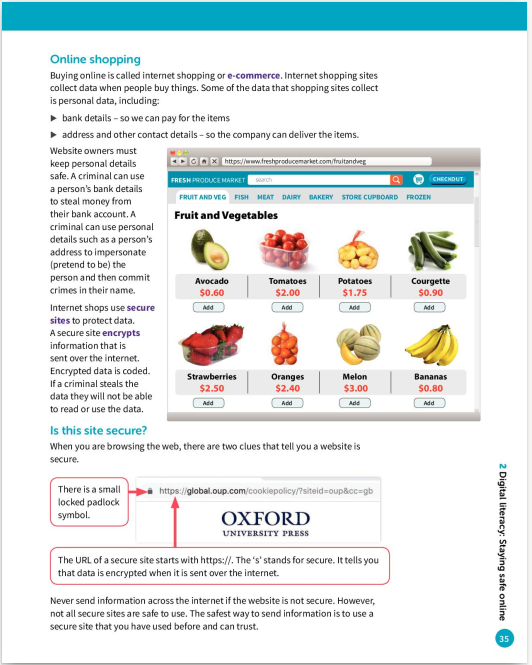 Online shopping
Buying online is called internet shopping or e-commerce. Internet shopping sites
collect data when people buy things. Some of the data that shopping sites collect
is personal data, including:
▶ bank details – so we can pay for the items
▶ address and other contact details – so the company can deliver the items.
Website owners must
keep personal details
safe. A criminal can use
a person's bank details
to steal money from
their bank account. A
criminal can use personal
details such as a person's
address to impersonate
(pretend to be) the
person and then commit
crimes in their name.
Internet shops use secure
sites to protect data.
A secure site encrypts
information that is
sent over the internet.
Encrypted data is coded.
If a criminal steals the
data they will not be able
to read or use the data.
https://www.freshproducemarket.com/fruitandveg
FRESH PRODUCE MARKET search CHECKOUT
FRUIT AND VEG FISH MEAT DAIRY BAKERY STORE CUPBOARD FROZEN
Fruit and Vegetables
Avocado Tomatoes Potatoes Courgette
$0.60 $2.00 $1.75 $0.90
Add Add Add Add
Strawberries Oranges Melon Bananas
$2.50 $2.40 $3.00 $0.80
Add Add Add Add
Is this site secure?
When you are browsing the web, there are two clues that tell you a website is
secure.
There is a small
locked padlock
symbol.
https://global.oup.com/cookiepolicy/?siteid=oup&cc=gb
OXFORD
UNIVERSITY PRESS
The URL of a secure site starts with https://. The 's' stands for secure. It tells you
that data is encrypted when it is sent over the internet.
Never send information across the internet if the website is not secure. However,
not all secure sites are safe to use. The safest way to send information is to use a
secure site that you have used before and can trust.
2 Digital literacy: Staying safe online
35